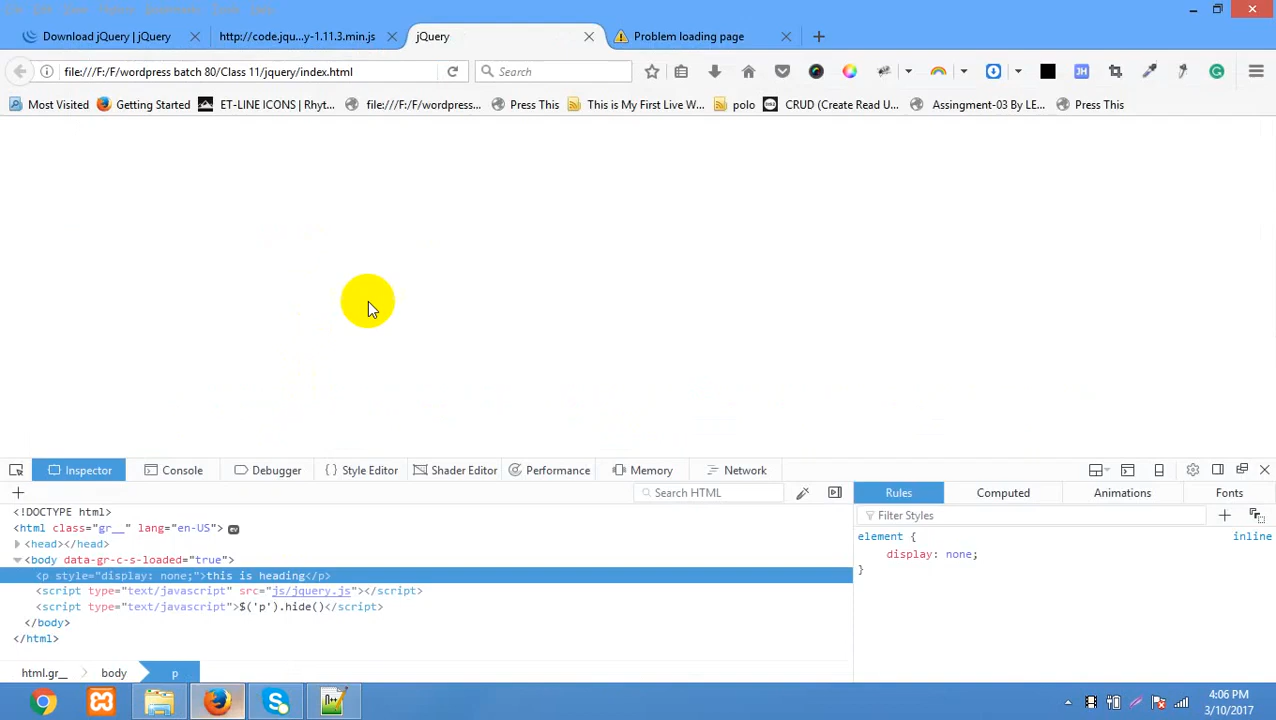 Download jQuery | jQuery
http://code.jqu...y-1.11.3.min.js
jQuery
Problem loading page
file:///F:/F/wordpress batch 80/Class 11/jquery/index.html
Search
JH
Most Visited
Getting Started
ET-LINE ICONS | Rhyt...
file:///F:/F/wordpress...
Press This
This is My First Live W...
polo
CRUD (Create Read U...
Assingment-03 By LE...
Press This
Inspector
Console
Debugger
Style Editor
Shader Editor
Performance
Memory
Network
Search HTML
Rules
Computed
Animations
Fonts
Filter Styles
<!DOCTYPE html>
<html class="gr__" lang="en-US"> ev
<head></head>
<body data-gr-c-s-loaded="true">
<p style="display: none;">this is heading</p>
<script type="text/javascript" src="js/jquery.js"></script>
<script type="text/javascript">$('p').hide()</script>
</body>
</html>
element {
inline
display: none;
}
html.gr__
body
p
4:06 PM
3/10/2017